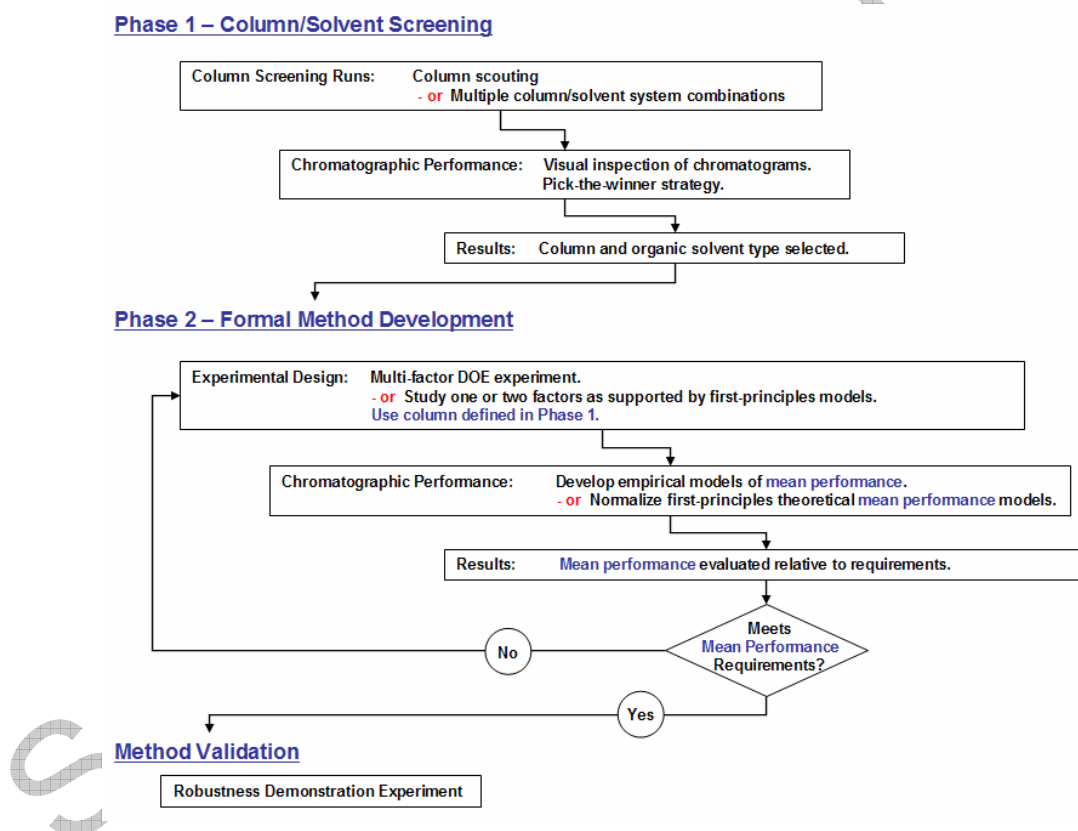 Phase 1 – Column/Solvent Screening
Column Screening Runs: Column scouting
- or Multiple column/solvent system combinations
Chromatographic Performance: Visual inspection of chromatograms.
Pick-the-winner strategy.
Results: Column and organic solvent type selected.
Phase 2 – Formal Method Development
Experimental Design: Multi-factor DOE experiment.
- or Study one or two factors as supported by first-principles models.
Use column defined in Phase 1.
Chromatographic Performance: Develop empirical models of mean performance.
- or Normalize first-principles theoretical mean performance models.
Results: Mean performance evaluated relative to requirements.
Meets
Mean Performance
Requirements?
No
Yes
Method Validation
Robustness Demonstration Experiment